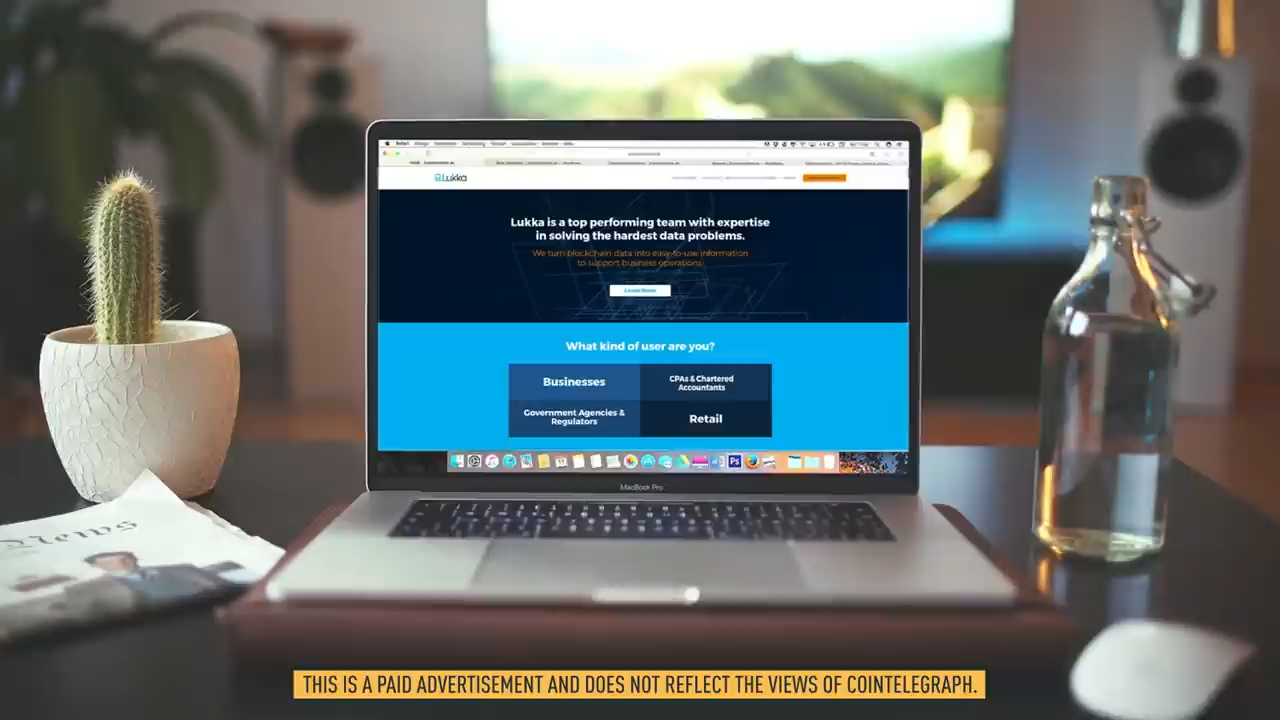 Lukka
Lukka is a top performing team with expertise
in solving the hardest data problems.
We turn blockchain data into easy-to-use information
to support business operations.
What kind of user are you?
Businesses
CPAs & Chartered
Accountants
Government Agencies &
Regulators
Retail
Ps
MacBook Pro
News
THIS IS A PAID ADVERTISEMENT AND DOES NOT REFLECT THE VIEWS OF COINTELEGRAPH.